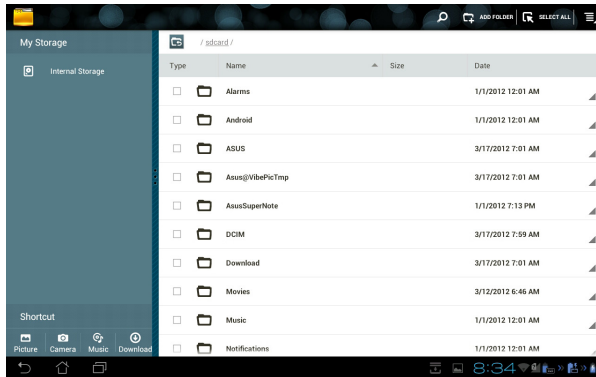 ADD FOLDER SELECT ALL
My Storage
/ sdcard /
Type Name Size Date
Internal Storage
Alarms 1/1/2012 12:01 AM
Android 1/1/2012 12:01 AM
ASUS 3/17/2012 7:01 AM
Asus@VibePicTmp 3/17/2012 7:01 AM
AsusSuperNote 1/1/2012 7:13 PM
DCIM 3/17/2012 7:59 AM
Download 3/17/2012 7:01 AM
Movies 3/12/2012 6:46 AM
Music 1/1/2012 12:01 AM
Notifications 1/1/2012 12:01 AM
Shortcut
Picture Camera Music Download
8:34